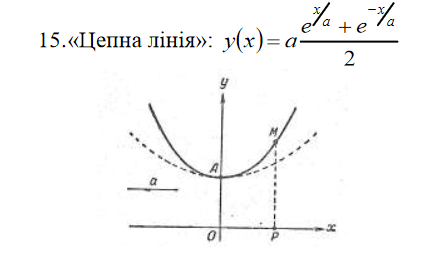 15.«Цепна лінія»: y(x) = a (e^{x/a} + e^{-x/a}) / 2
y
M
A
a
O
P
x